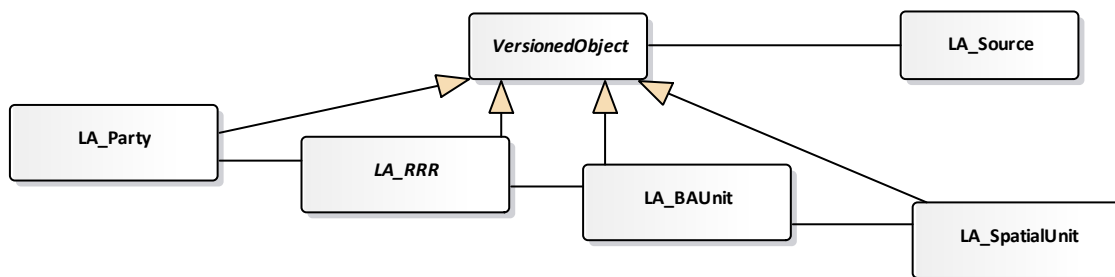 VersionedObject
LA_Source
LA_Party
LA_RRR
LA_BAUnit
LA_SpatialUnit